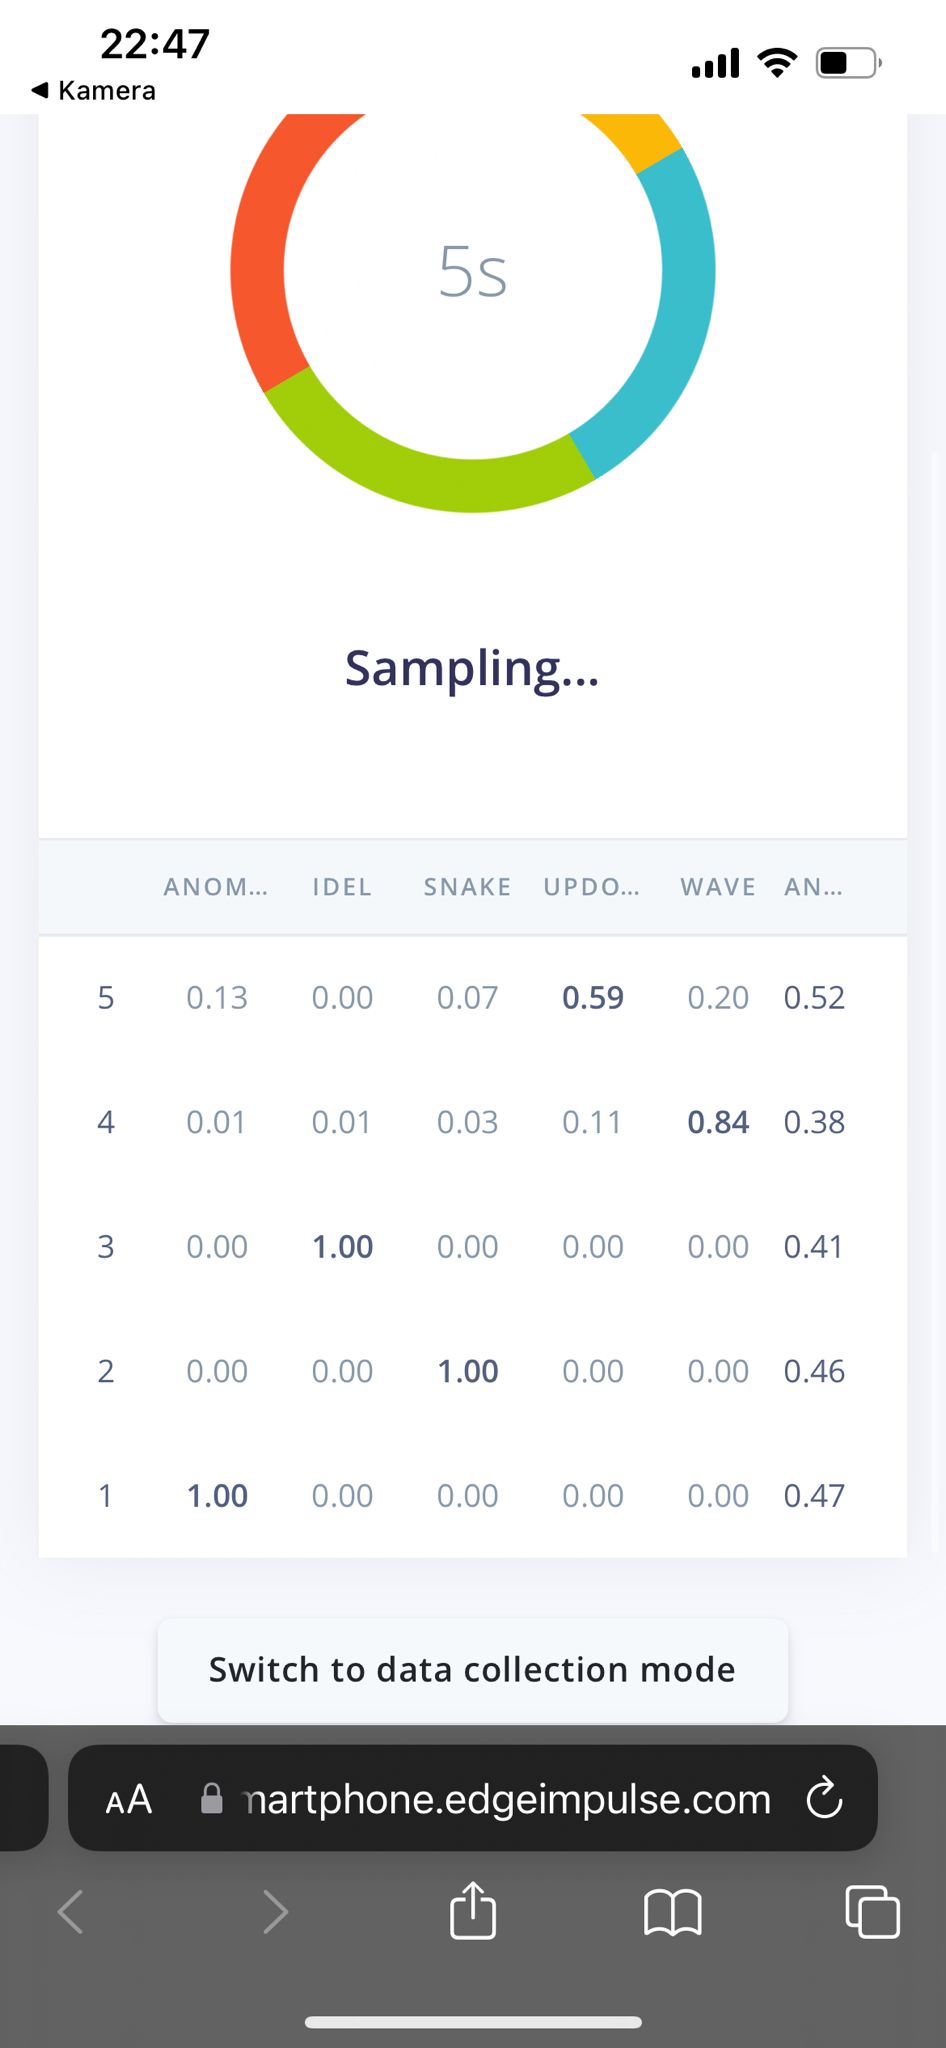 22:47
◀ Kamera
5s
Sampling...
ANOM... IDEL SNAKE UPDO... WAVE AN...
5 0.13 0.00 0.07 0.59 0.20 0.52
4 0.01 0.01 0.03 0.11 0.84 0.38
3 0.00 1.00 0.00 0.00 0.00 0.41
2 0.00 0.00 1.00 0.00 0.00 0.46
1 1.00 0.00 0.00 0.00 0.00 0.47
Switch to data collection mode
AA martphone.edgeimpulse.com